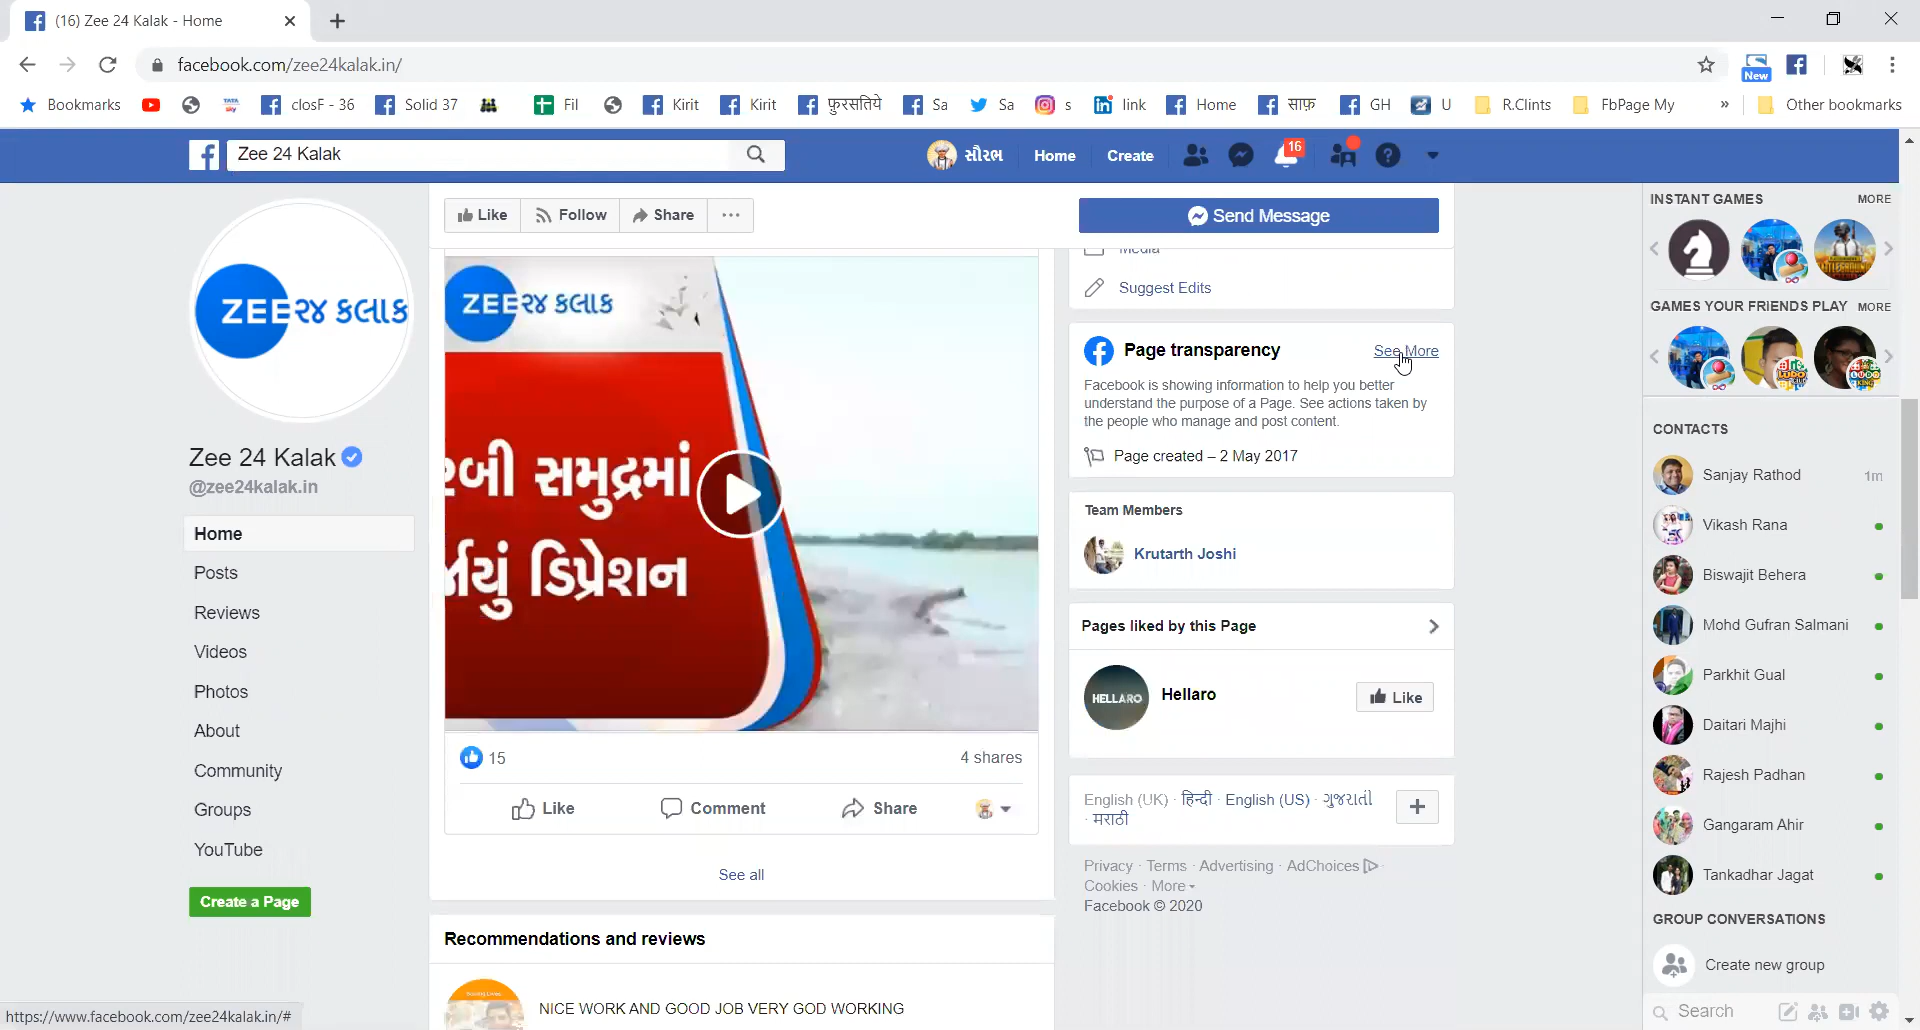 (16) Zee 24 Kalak - Home
facebook.com/zee24kalak.in/
New
Bookmarks
TATA sky
closF - 36
Solid 37
Fil
Kirit
Kirit
फ़ुरसतिये
Sa
Sa
s
link
Home
साफ़
GH
U
R.Clints
FbPage My
»
Other bookmarks
Zee 24 Kalak
સૌરભ
Home
Create
16
Like
Follow
Share
Send Message
ZEE ૨૪ કલાક
Zee 24 Kalak
@zee24kalak.in
Home
Posts
Reviews
Videos
Photos
About
Community
Groups
YouTube
Create a Page
ZEE ૨૪ કલાક
રબી સમુદ્રમાં
ર્જાયું ડિપ્રેશન
15
4 shares
Like
Comment
Share
See all
Recommendations and reviews
NICE WORK AND GOOD JOB VERY GOD WORKING
Media
Suggest Edits
Page transparency
See More
Facebook is showing information to help you better
understand the purpose of a Page. See actions taken by
the people who manage and post content.
Page created – 2 May 2017
Team Members
Krutarth Joshi
Pages liked by this Page
HELLARO
Hellaro
Like
English (UK) · हिन्दी · English (US) · ગુજરાતી
· मराठी
Privacy · Terms · Advertising · AdChoices
Cookies · More
Facebook © 2020
INSTANT GAMES
MORE
GAMES YOUR FRIENDS PLAY
MORE
CONTACTS
Sanjay Rathod
1m
Vikash Rana
Biswajit Behera
Mohd Gufran Salmani
Parkhit Gual
Daitari Majhi
Rajesh Padhan
Gangaram Ahir
Tankadhar Jagat
GROUP CONVERSATIONS
Create new group
Search
https://www.facebook.com/zee24kalak.in/#